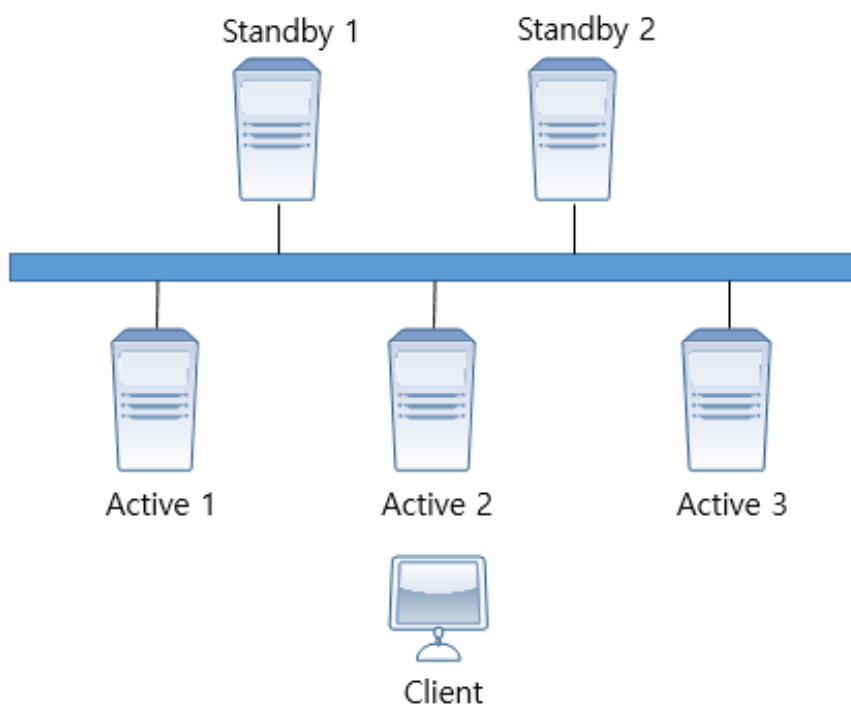 Standby 1
Standby 2
Active 1
Active 2
Active 3
Client